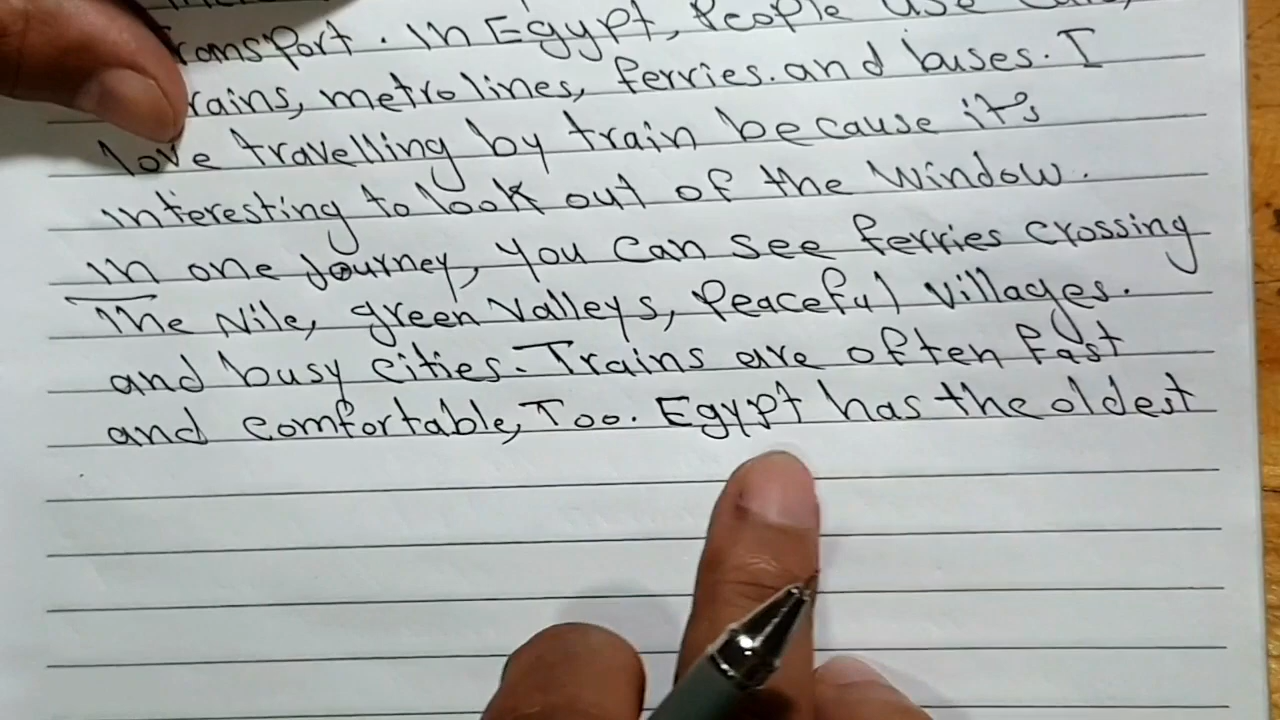 ransport. In Egypt, People use
rains, metro lines, ferries. and buses. I
love travelling by train because it's
interesting to look out of the window.
in one journey, you can see ferries crossing
The Nile, green valleys, Peaceful villages.
and busy cities. Trains are often fast
and comfortable, Too. Egypt has the oldest